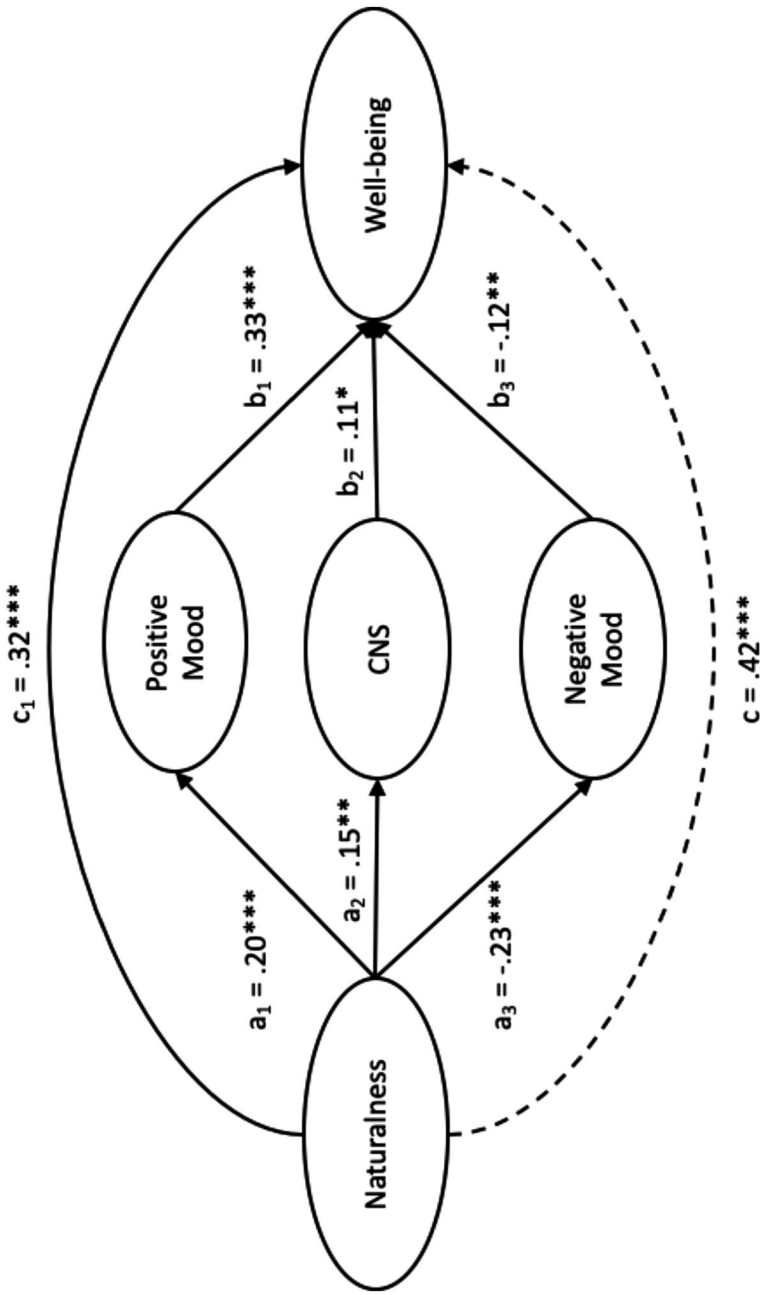 c₁ = .32***
Positive
Mood
a₁ = .20***
b₁ = .33***
a₂ = .15**
b₂ = .11*
Naturalness
CNS
Well-being
a₃ = -.23***
b₃ = -.12**
Negative
Mood
c = .42***